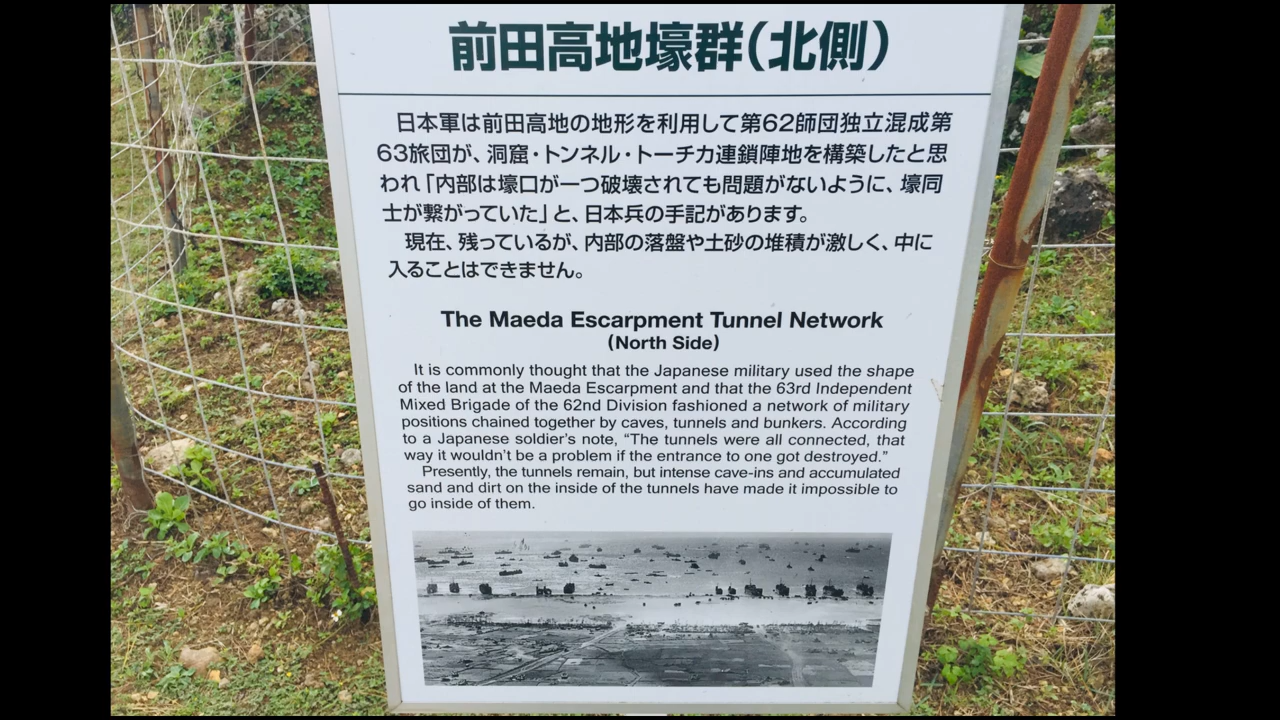 前田高地壕群(北側)
日本軍は前田高地の地形を利用して第62師団独立混成第
63旅団が、洞窟・トンネル・トーチカ連鎖陣地を構築したと思
われ「内部は壕口が一つ破壊されても問題がないように、壕同
士が繋がっていた」と、日本兵の手記があります。
現在、残っているが、内部の落盤や土砂の堆積が激しく、中に
入ることはできません。
The Maeda Escarpment Tunnel Network
(North Side)
It is commonly thought that the Japanese military used the shape
of the land at the Maeda Escarpment and that the 63rd Independent
Mixed Brigade of the 62nd Division fashioned a network of military
positions chained together by caves, tunnels and bunkers. According
to a Japanese soldier's note, “The tunnels were all connected, that
way it wouldn't be a problem if the entrance to one got destroyed.”
Presently, the tunnels remain, but intense cave-ins and accumulated
sand and dirt on the inside of the tunnels have made it impossible to
go inside of them.